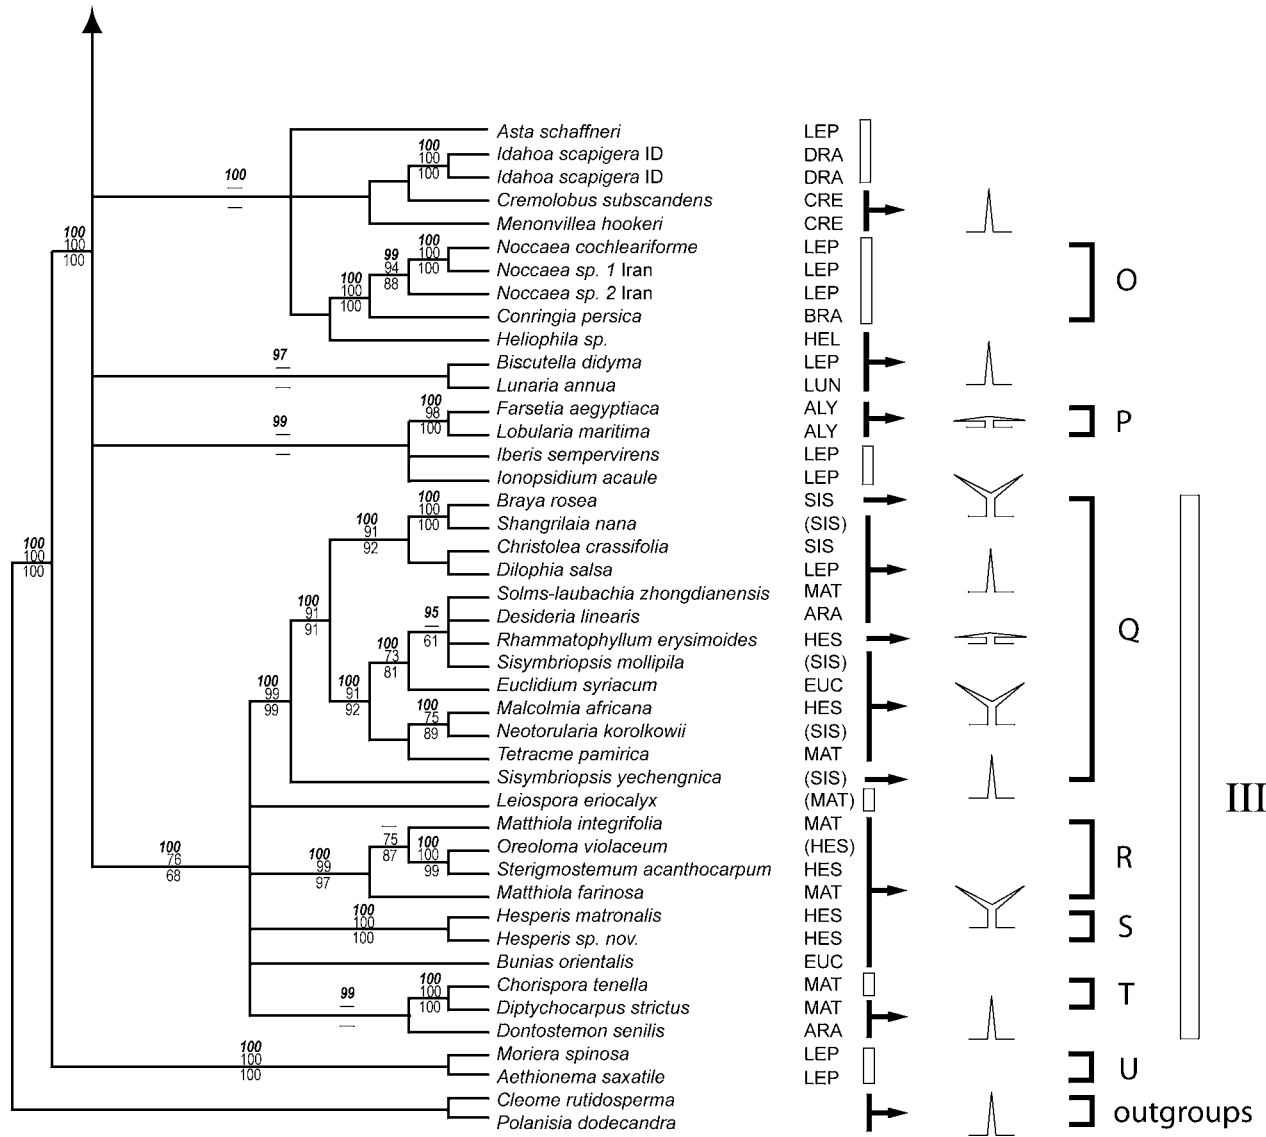 Asta schaffneri LEP
100
Idahoa scapigera ID DRA
100
100
100
Idahoa scapigera ID DRA
Cremolobus subscandens CRE
Menonvillea hookeri CRE
100
100
100
Noccaea cochleariforme LEP
100
100
100
Noccaea sp. 1 Iran LEP
99
94
88
Noccaea sp. 2 Iran LEP
100
100
100
Conringia persica BRA
O
Heliophila sp. HEL
97
Biscutella didyma LEP
Lunaria annua LUN
Farsetia aegyptiaca ALY
100
98
100
Lobularia maritima ALY
P
99
Iberis sempervirens LEP
Ionopsidium acaule LEP
Braya rosea SIS
100
100
100
Shangrilaia nana (SIS)
100
91
92
Christolea crassifolia SIS
100
100
100
Dilophia salsa LEP
Solms-laubachia zhongdianensis MAT
100
91
91
Desideria linearis ARA
95
61
Rhammatophyllum erysimoides HES
Q
Sisymbriopsis mollipila (SIS)
100
73
81
Euclidium syriacum EUC
100
99
99
100
91
92
Malcolmia africana HES
100
75
89
Neotorularia korolkowii (SIS)
Tetracme pamirica MAT
Sisymbriopsis yechengnica (SIS)
Leiospora eriocalyx (MAT)
III
Matthiola integrifolia MAT
75
87
Oreoloma violaceum (HES)
100
100
99
100
76
68
100
99
97
Sterigmostemum acanthocarpum HES
R
Matthiola farinosa MAT
Hesperis matronalis HES
100
100
100
Hesperis sp. nov. HES
S
Bunias orientalis EUC
Chorispora tenella MAT
100
100
100
Diptychocarpus strictus MAT
T
99
Dontostemon senilis ARA
Moriera spinosa LEP
100
100
100
Aethionema saxatile LEP
U
Cleome rutidosperma
Polanisia dodecandra
outgroups